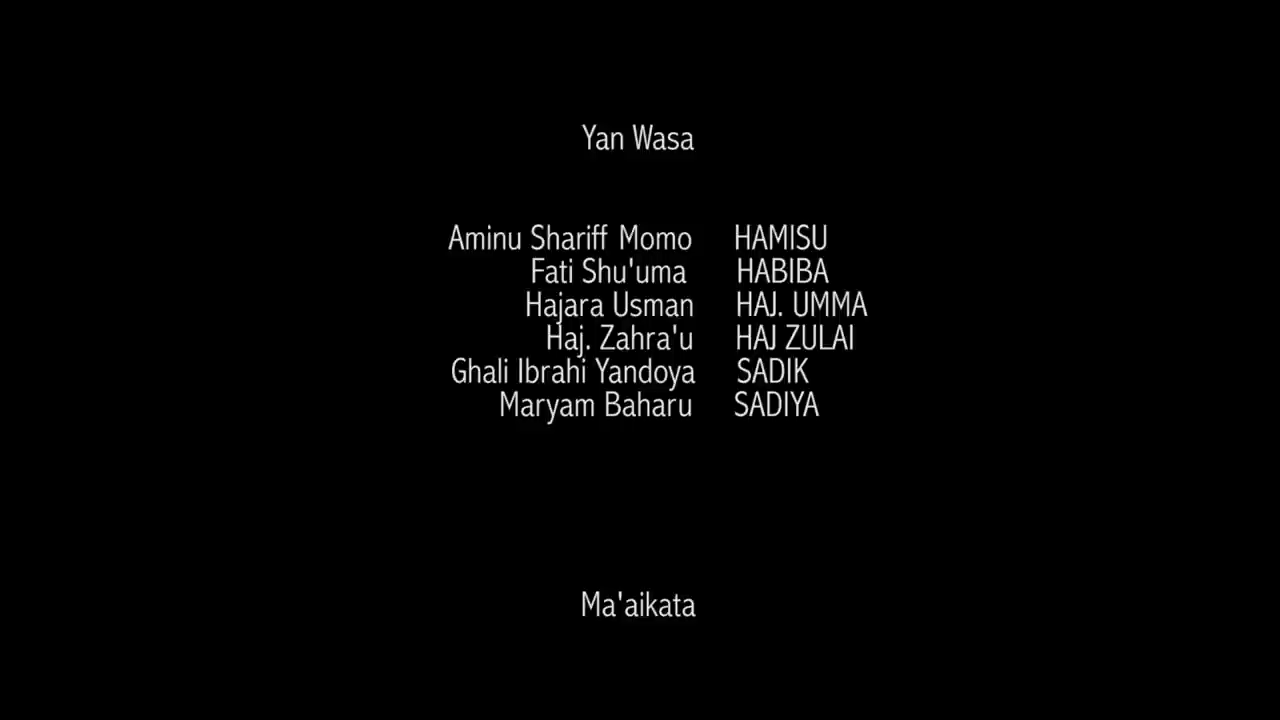 Yan Wasa
Aminu Shariff Momo HAMISU
Fati Shu'uma HABIBA
Hajara Usman HAJ. UMMA
Haj. Zahra'u HAJ ZULAI
Ghali Ibrahi Yandoya SADIK
Maryam Baharu SADIYA
Ma'aikata